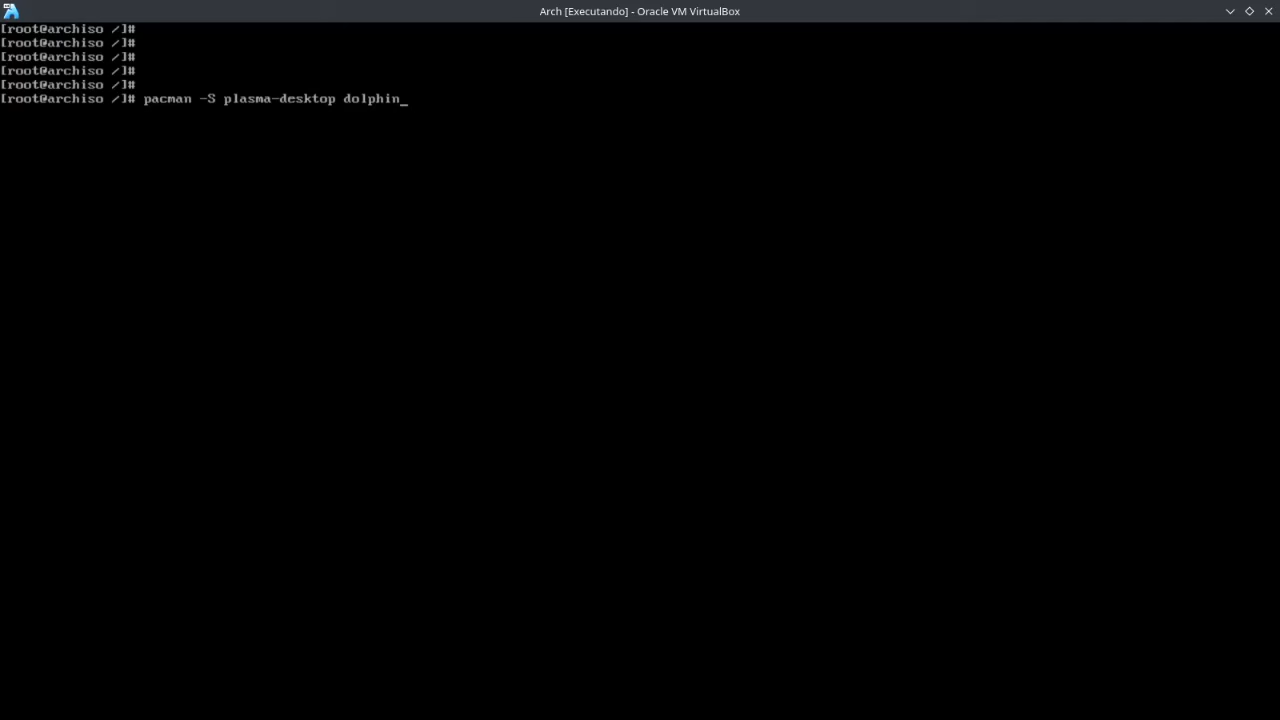 Arch [Executando] - Oracle VM VirtualBox
[root@archiso /]#
[root@archiso /]#
[root@archiso /]#
[root@archiso /]#
[root@archiso /]#
[root@archiso /]# pacman -S plasma-desktop dolphin_